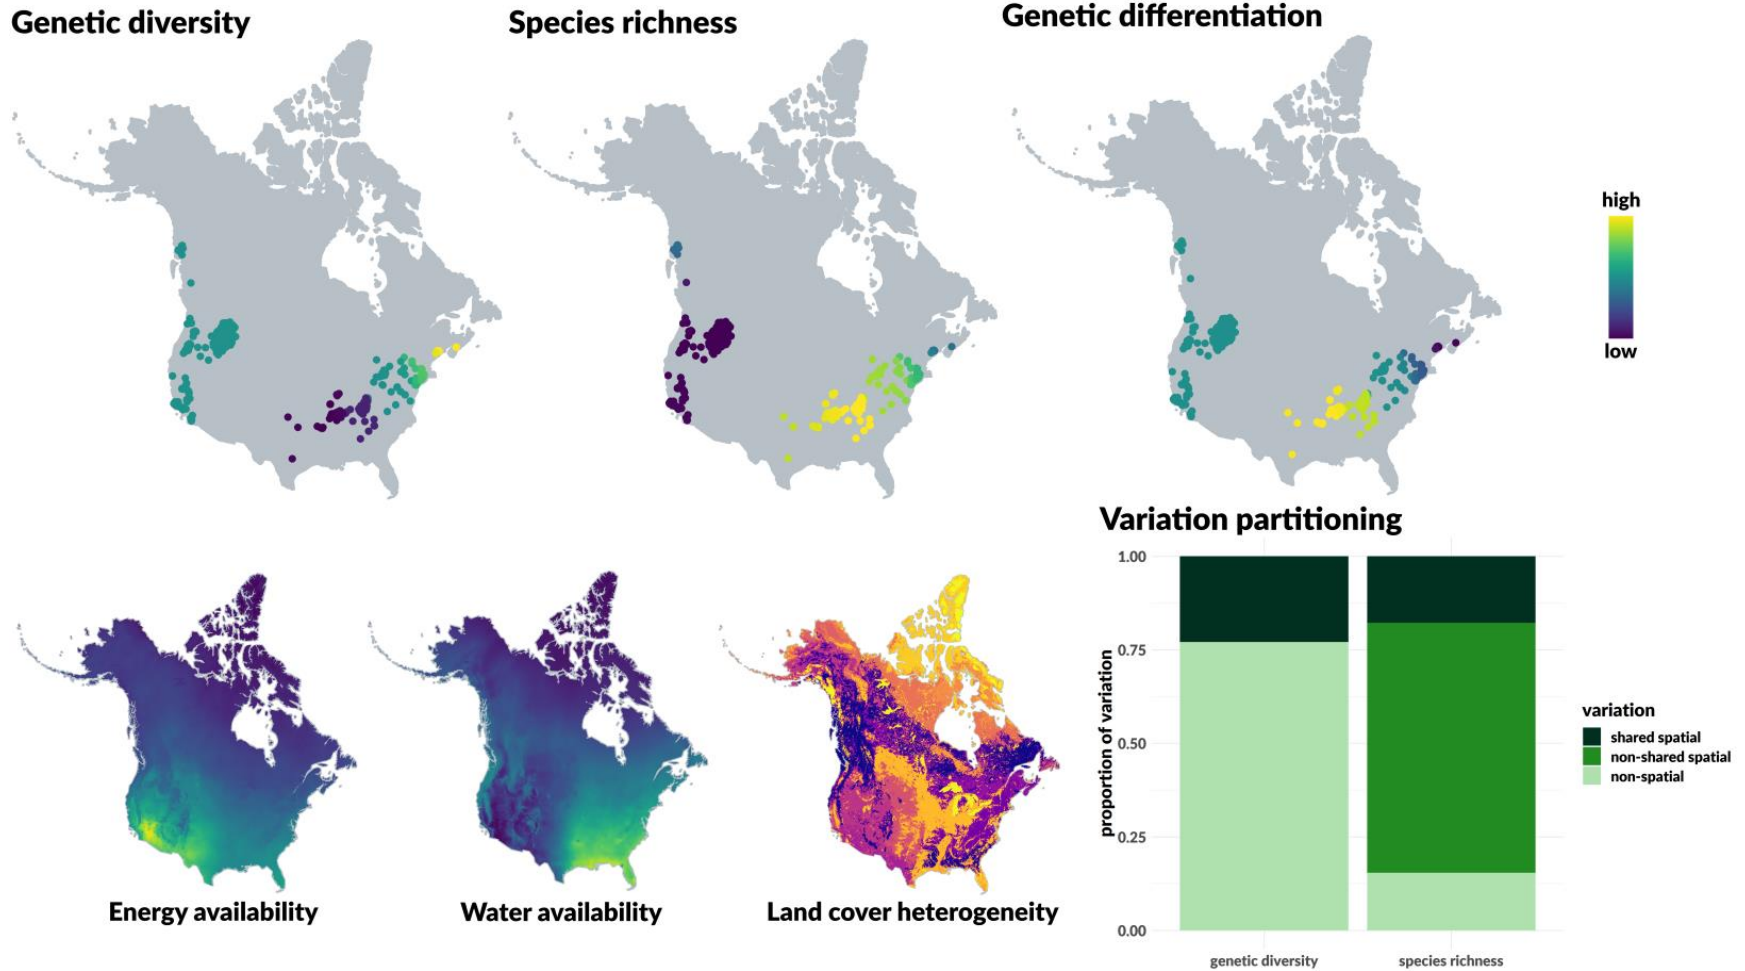 Genetic diversity
Species richness
Genetic differentiation
high
low
Energy availability
Water availability
Land cover heterogeneity
Variation partitioning
proportion of variation
1.00
0.75
0.50
0.25
0.00
genetic diversity
species richness
variation
shared spatial
non-shared spatial
non-spatial